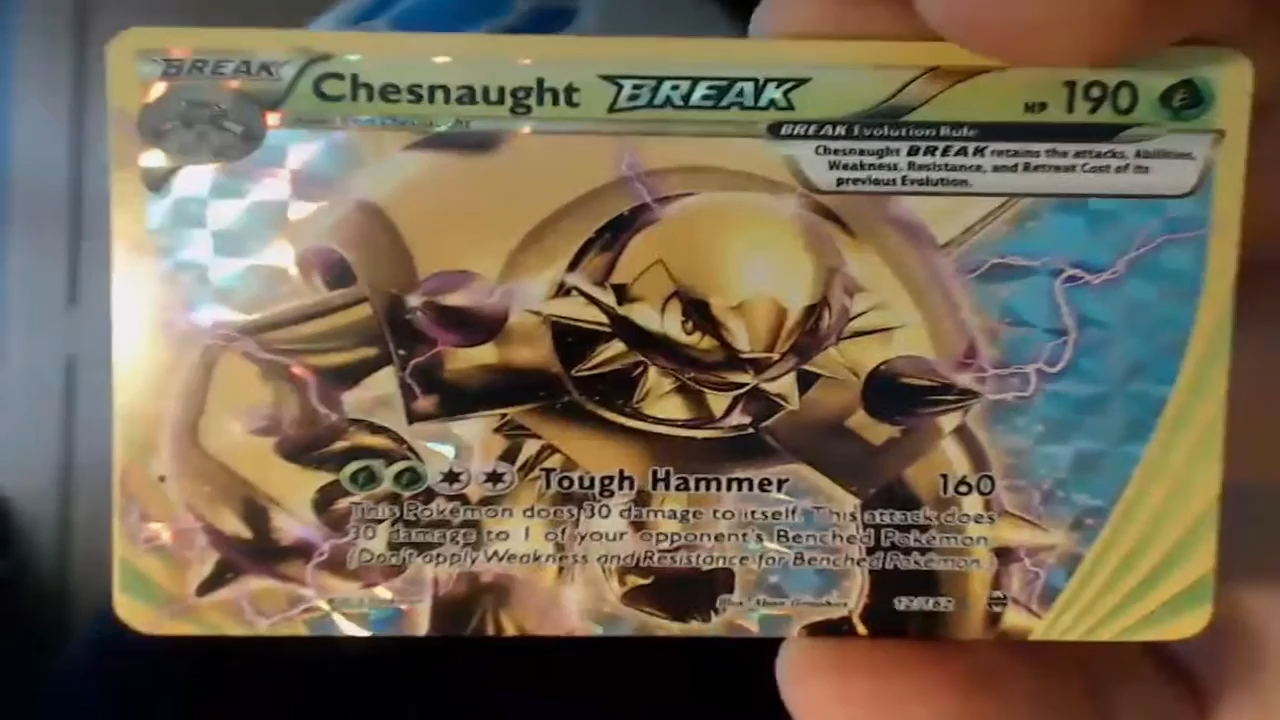 BREAK
Chesnaught BREAK HP 190
BREAK Evolution Rule
Chesnaught BREAK retains the attacks, Abilities,
Weakness, Resistance, and Retreat Cost of its
previous Evolution.
Tough Hammer 160
This Pokémon does 30 damage to itself. This attack does
30 damage to 1 of your opponent's Benched Pokémon.
(Don't apply Weakness and Resistance for Benched Pokémon.)
12/162